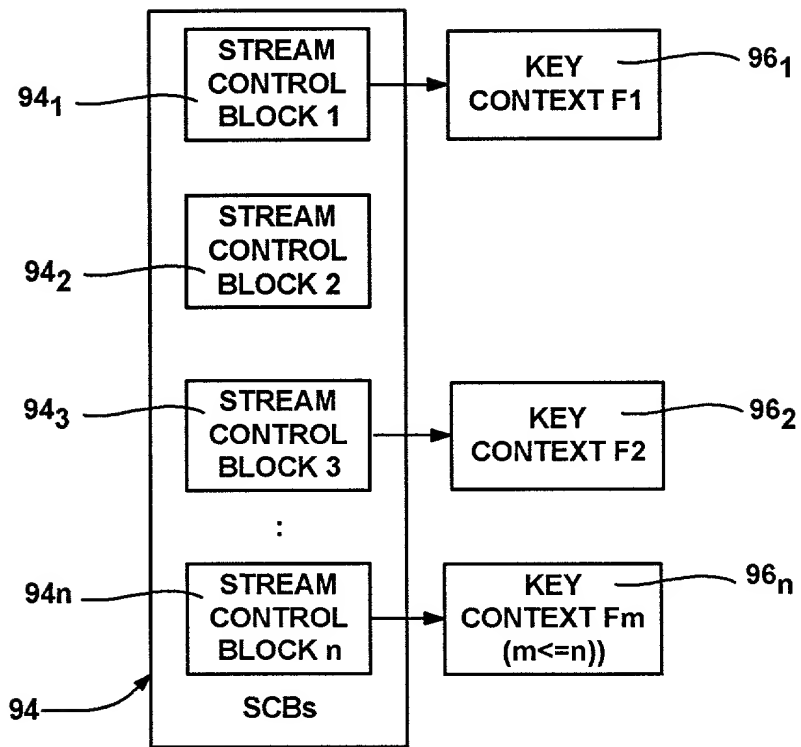 STREAM
CONTROL
BLOCK 1
94₁
KEY
CONTEXT F1
96₁
STREAM
CONTROL
BLOCK 2
94₂
STREAM
CONTROL
BLOCK 3
94₃
KEY
CONTEXT F2
96₂
:
STREAM
CONTROL
BLOCK n
94n
KEY
CONTEXT Fm
(m<=n))
96ₙ
94
SCBs